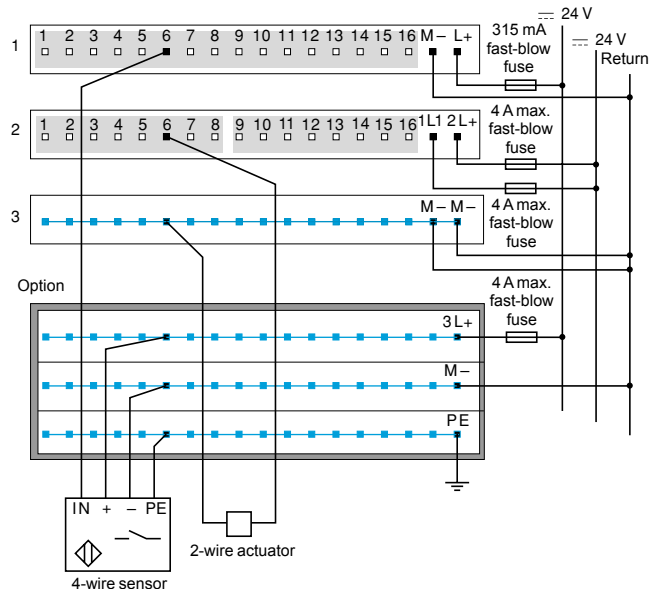 1 2 3 4 5 6 7 8 9 10 11 12 13 14 15 16 M– L+
1
315 mA
fast-blow
fuse
24 V
24 V
Return
1 2 3 4 5 6 7 8 9 10 11 12 13 14 15 16 1L1 2L+
2
4 A max.
fast-blow
fuse
M– M–
3
4 A max.
fast-blow
fuse
Option
4 A max.
fast-blow
fuse
3L+
M–
PE
IN + – PE
2-wire actuator
4-wire sensor